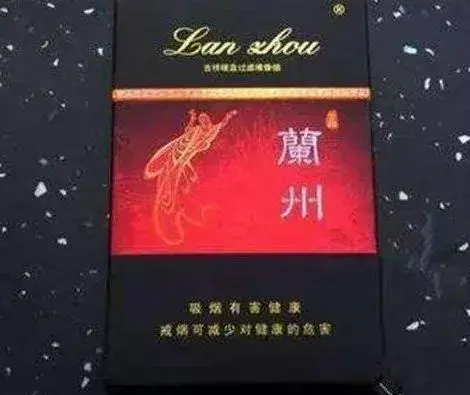 Lan zhou ®
蘭州
吸烟有害健康
戒烟可减少对健康的危害